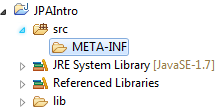 JPAIntro
src
META-INF
JRE System Library [JavaSE-1.7]
Referenced Libraries
lib